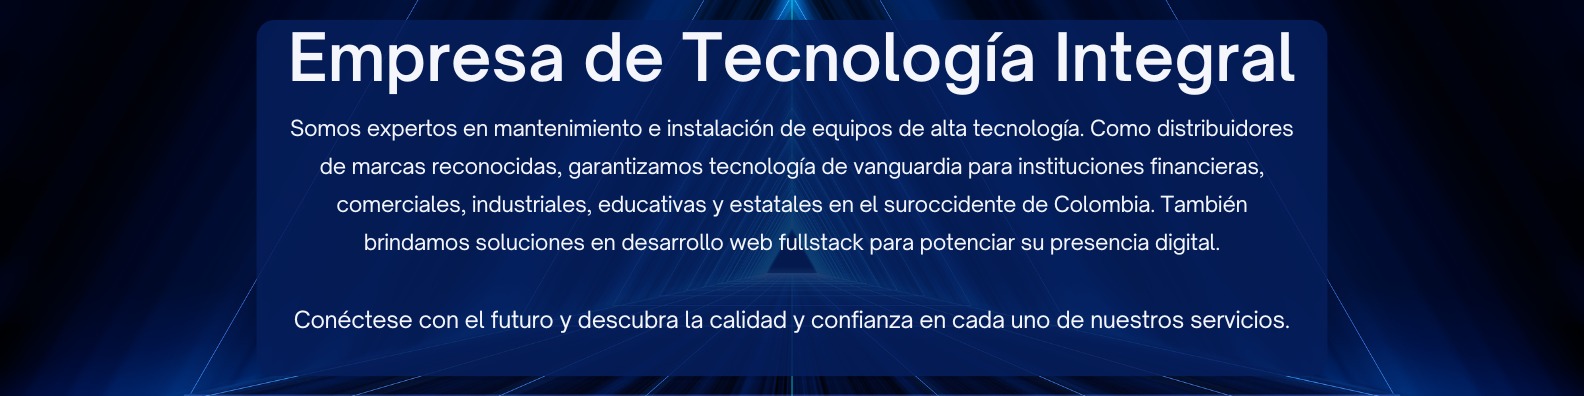 Empresa de Tecnología Integral
Somos expertos en mantenimiento e instalación de equipos de alta tecnología. Como distribuidores
de marcas reconocidas, garantizamos tecnología de vanguardia para instituciones financieras,
comerciales, industriales, educativas y estatales en el suroccidente de Colombia. También
brindamos soluciones en desarrollo web fullstack para potenciar su presencia digital.
Conéctese con el futuro y descubra la calidad y confianza en cada uno de nuestros servicios.